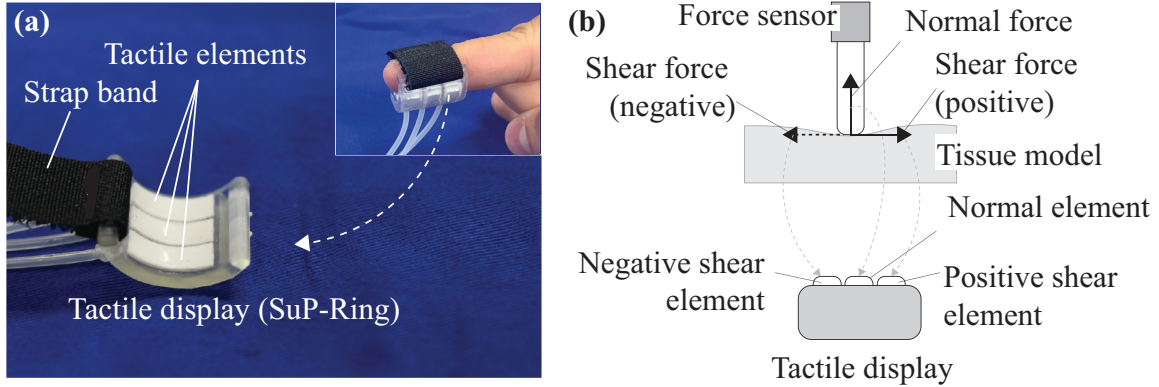 (a)
Tactile elements
Strap band
Tactile display (SuP-Ring)
(b)
Force sensor
Normal force
Shear force
(negative)
Shear force
(positive)
Tissue model
Normal element
Negative shear
element
Positive shear
element
Tactile display